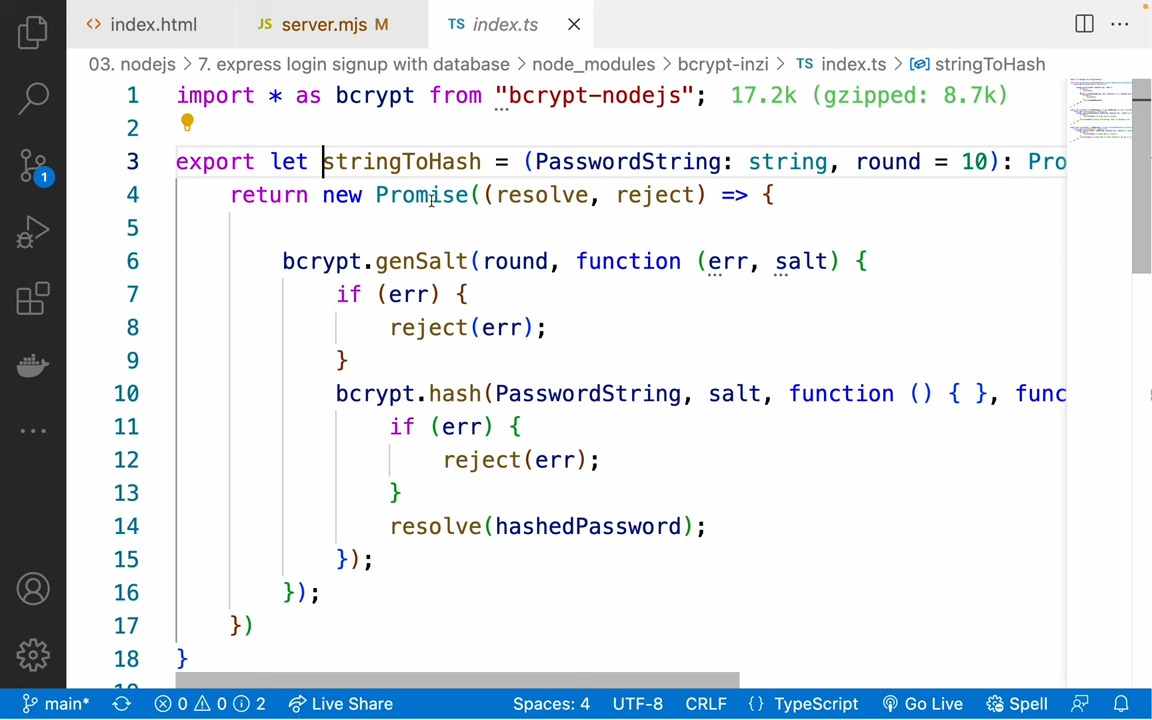 <> index.html JS server.mjs M TS index.ts
03. nodejs > 7. express login signup with database > node_modules > bcrypt-inzi > TS index.ts > stringToHash
1 import * as bcrypt from "bcrypt-nodejs"; 17.2k (gzipped: 8.7k)
2
3 export let stringToHash = (PasswordString: string, round = 10): Pro
4 return new Promise((resolve, reject) => {
5
6 bcrypt.genSalt(round, function (err, salt) {
7 if (err) {
8 reject(err);
9 }
10 bcrypt.hash(PasswordString, salt, function () { }, func
11 if (err) {
12 reject(err);
13 }
14 resolve(hashedPassword);
15 });
16 });
17 })
18 }
1
main* 0 0 2 Live Share Spaces: 4 UTF-8 CRLF {} TypeScript Go Live Spell